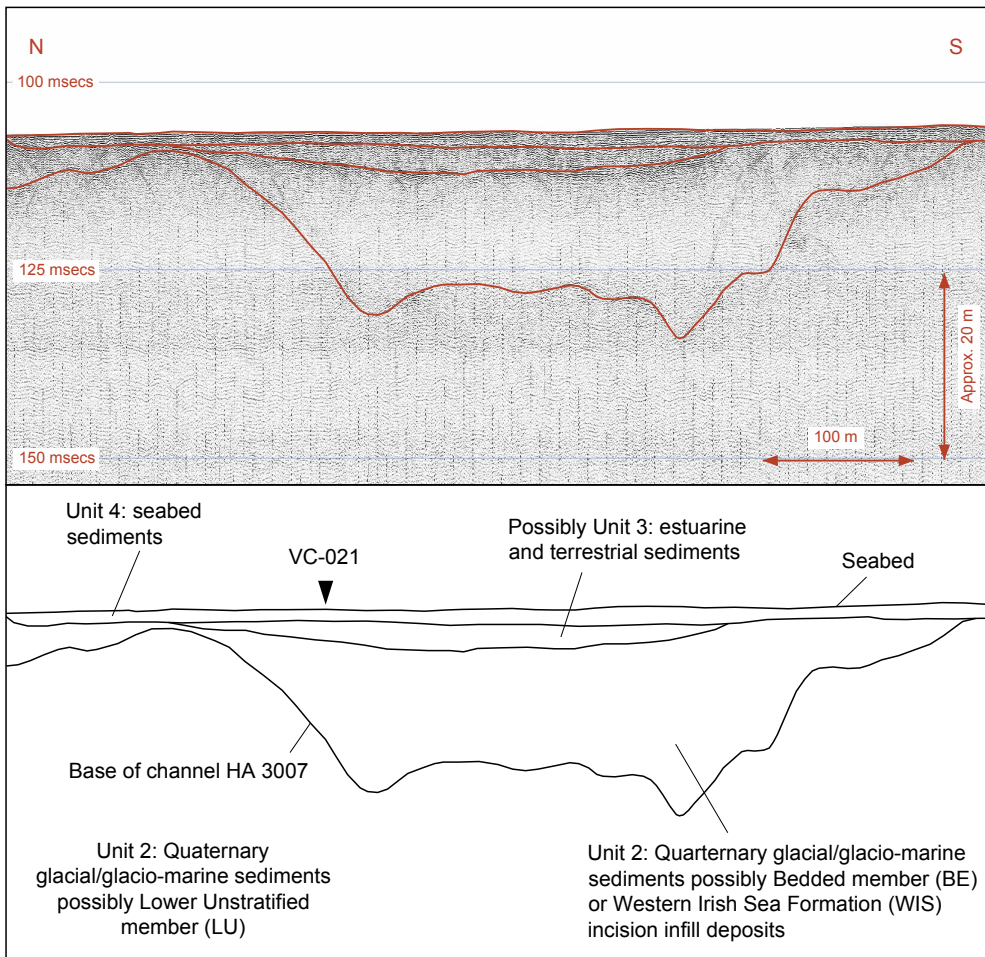 N
S
100 msecs
125 msecs
Approx. 20 m
100 m
150 msecs
Unit 4: seabed
sediments
VC-021
Possibly Unit 3: estuarine
and terrestrial sediments
Seabed
Base of channel HA 3007
Unit 2: Quaternary
glacial/glacio-marine sediments
possibly Lower Unstratified
member (LU)
Unit 2: Quarternary glacial/glacio-marine
sediments possibly Bedded member (BE)
or Western Irish Sea Formation (WIS)
incision infill deposits